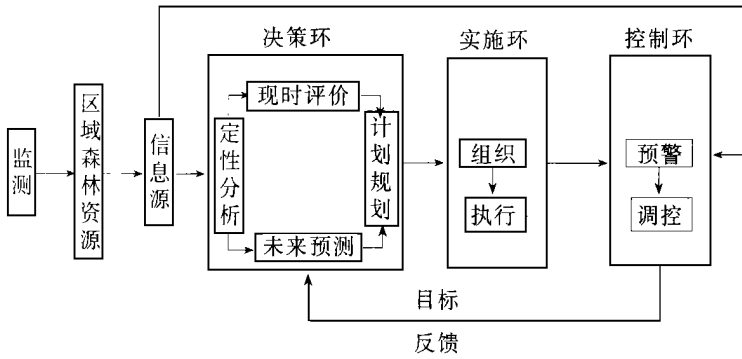 决策环
实施环
控制环
监测
区域森林资源
信息源
定性分析
现时评价
未来预测
计划规划
组织
执行
预警
调控
目标
反馈